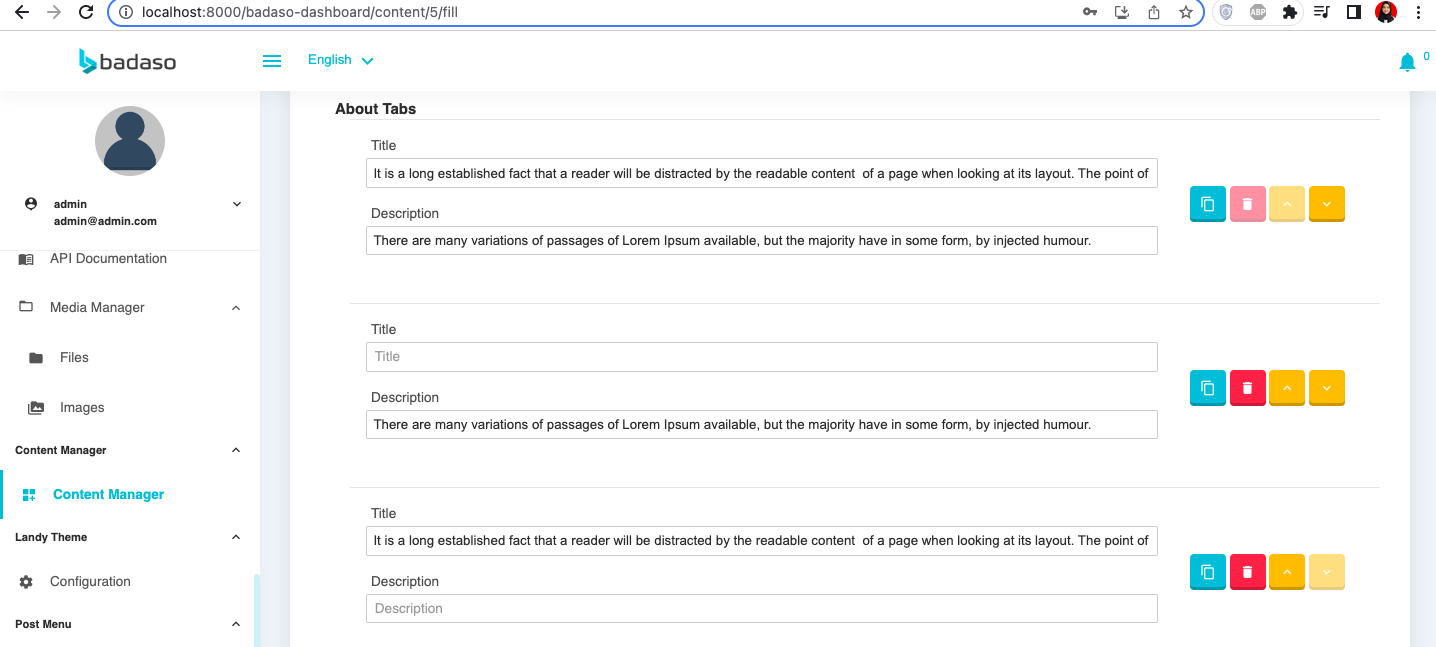 localhost:8000/badaso-dashboard/content/5/fill
ABP
badaso
English
0
admin
admin@admin.com
API Documentation
Media Manager
Files
Images
Content Manager
Content Manager
Landy Theme
Configuration
Post Menu
About Tabs
Title
It is a long established fact that a reader will be distracted by the readable content  of a page when looking at its layout. The point of
Description
There are many variations of passages of Lorem Ipsum available, but the majority have in some form, by injected humour.
Title
Title
Description
There are many variations of passages of Lorem Ipsum available, but the majority have in some form, by injected humour.
Title
It is a long established fact that a reader will be distracted by the readable content  of a page when looking at its layout. The point of
Description
Description